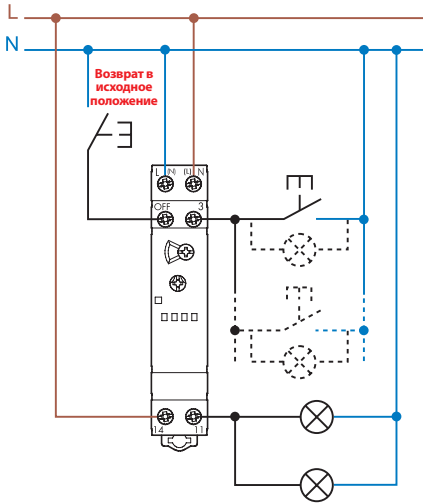 L
N
Возврат в
исходное
положение
L (N) (L) N
OFF 3
14 11